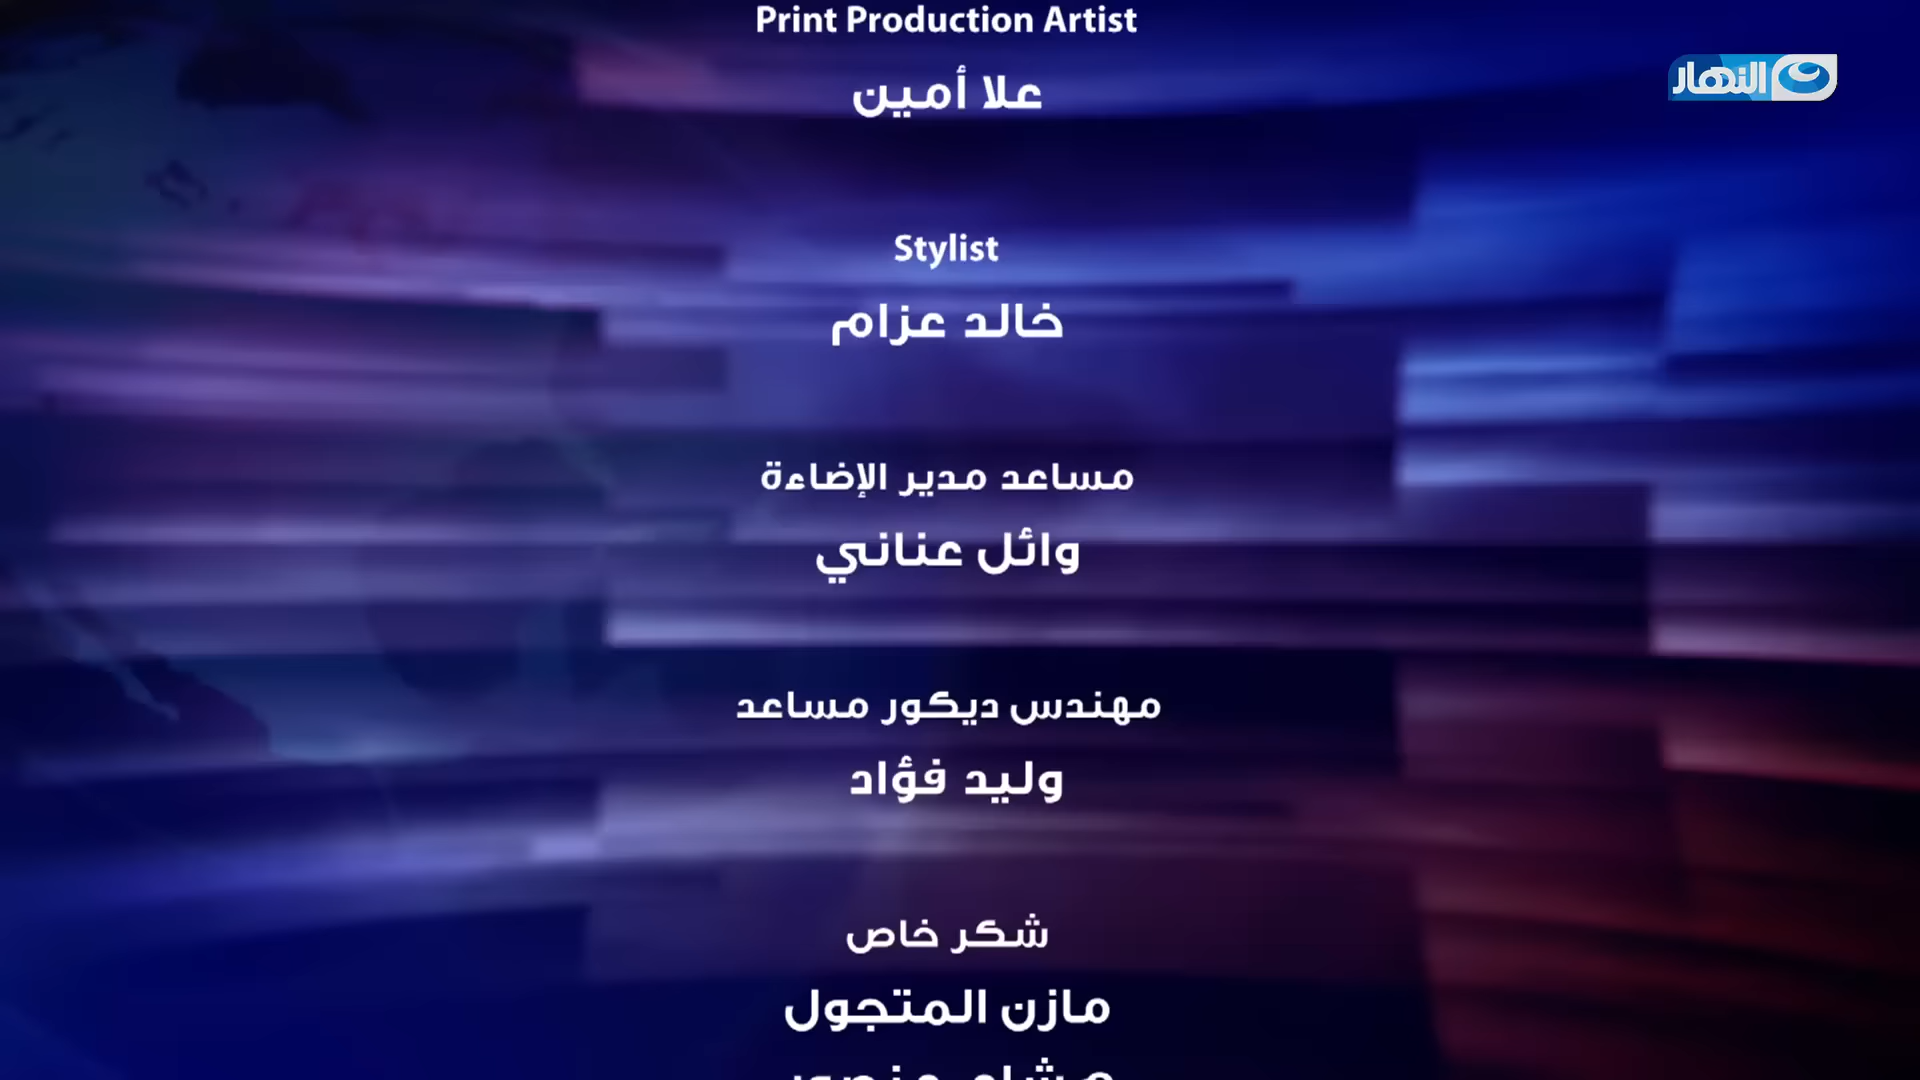 Print Production Artist
النهار
علا أمين
Stylist
خالد عزام
مساعد مدير الإضاءة
وائل عناني
مهندس ديكور مساعد
وليد فؤاد
شكر خاص
مازن المتجول